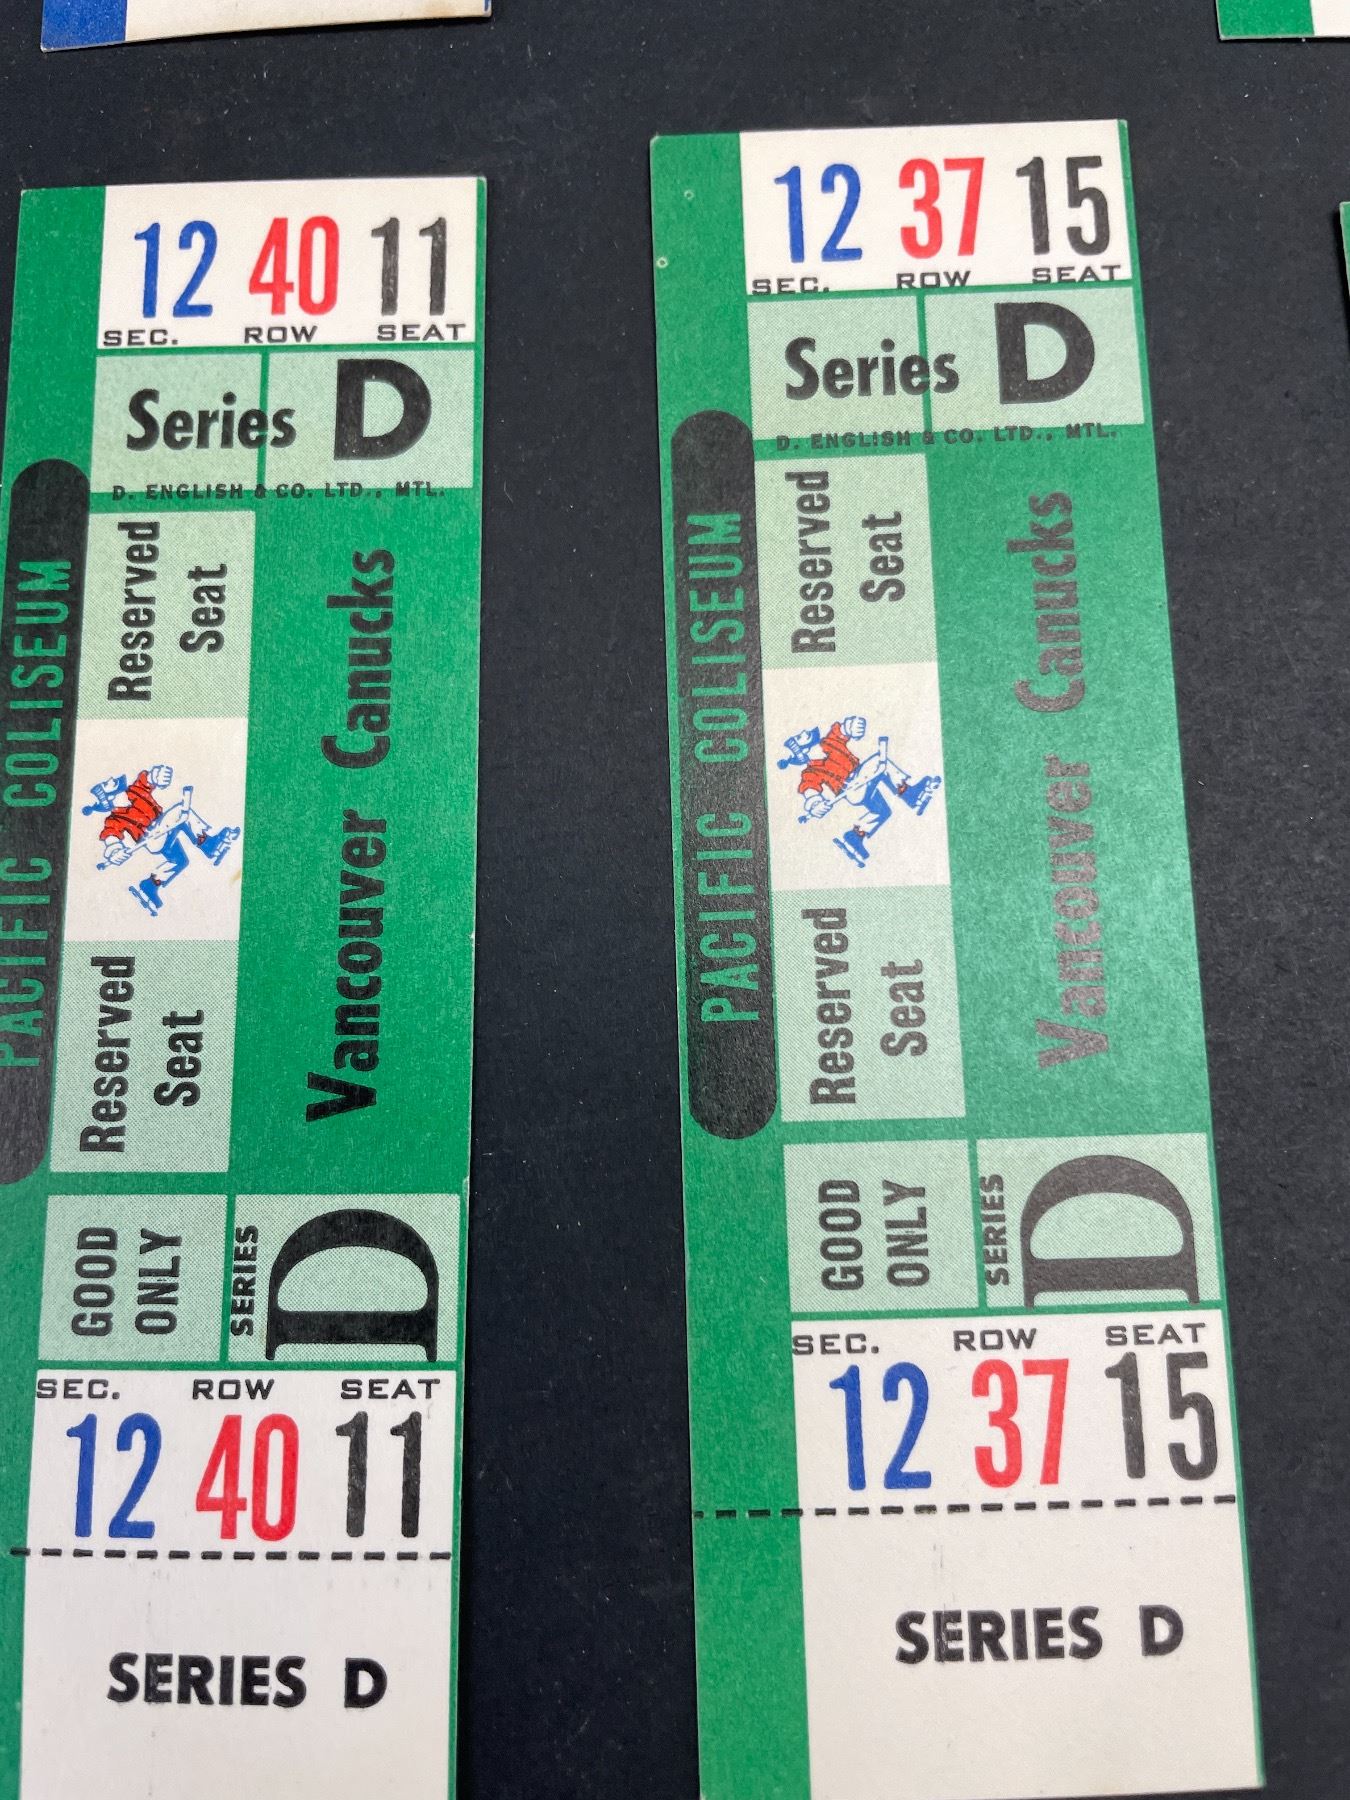 12 40 11
SEC. ROW SEAT
Series D
D. ENGLISH & CO. LTD., MTL.
PACIFIC COLISEUM
Reserved
Seat
Reserved
Seat
Vancouver Canucks
GOOD
ONLY
SERIES
D
SEC. ROW SEAT
12 40 11
SERIES D
12 37 15
SEC. ROW SEAT
Series D
D. ENGLISH & CO. LTD., MTL.
PACIFIC COLISEUM
Reserved
Seat
Reserved
Seat
Vancouver Canucks
GOOD
ONLY
SERIES
D
SEC. ROW SEAT
12 37 15
SERIES D